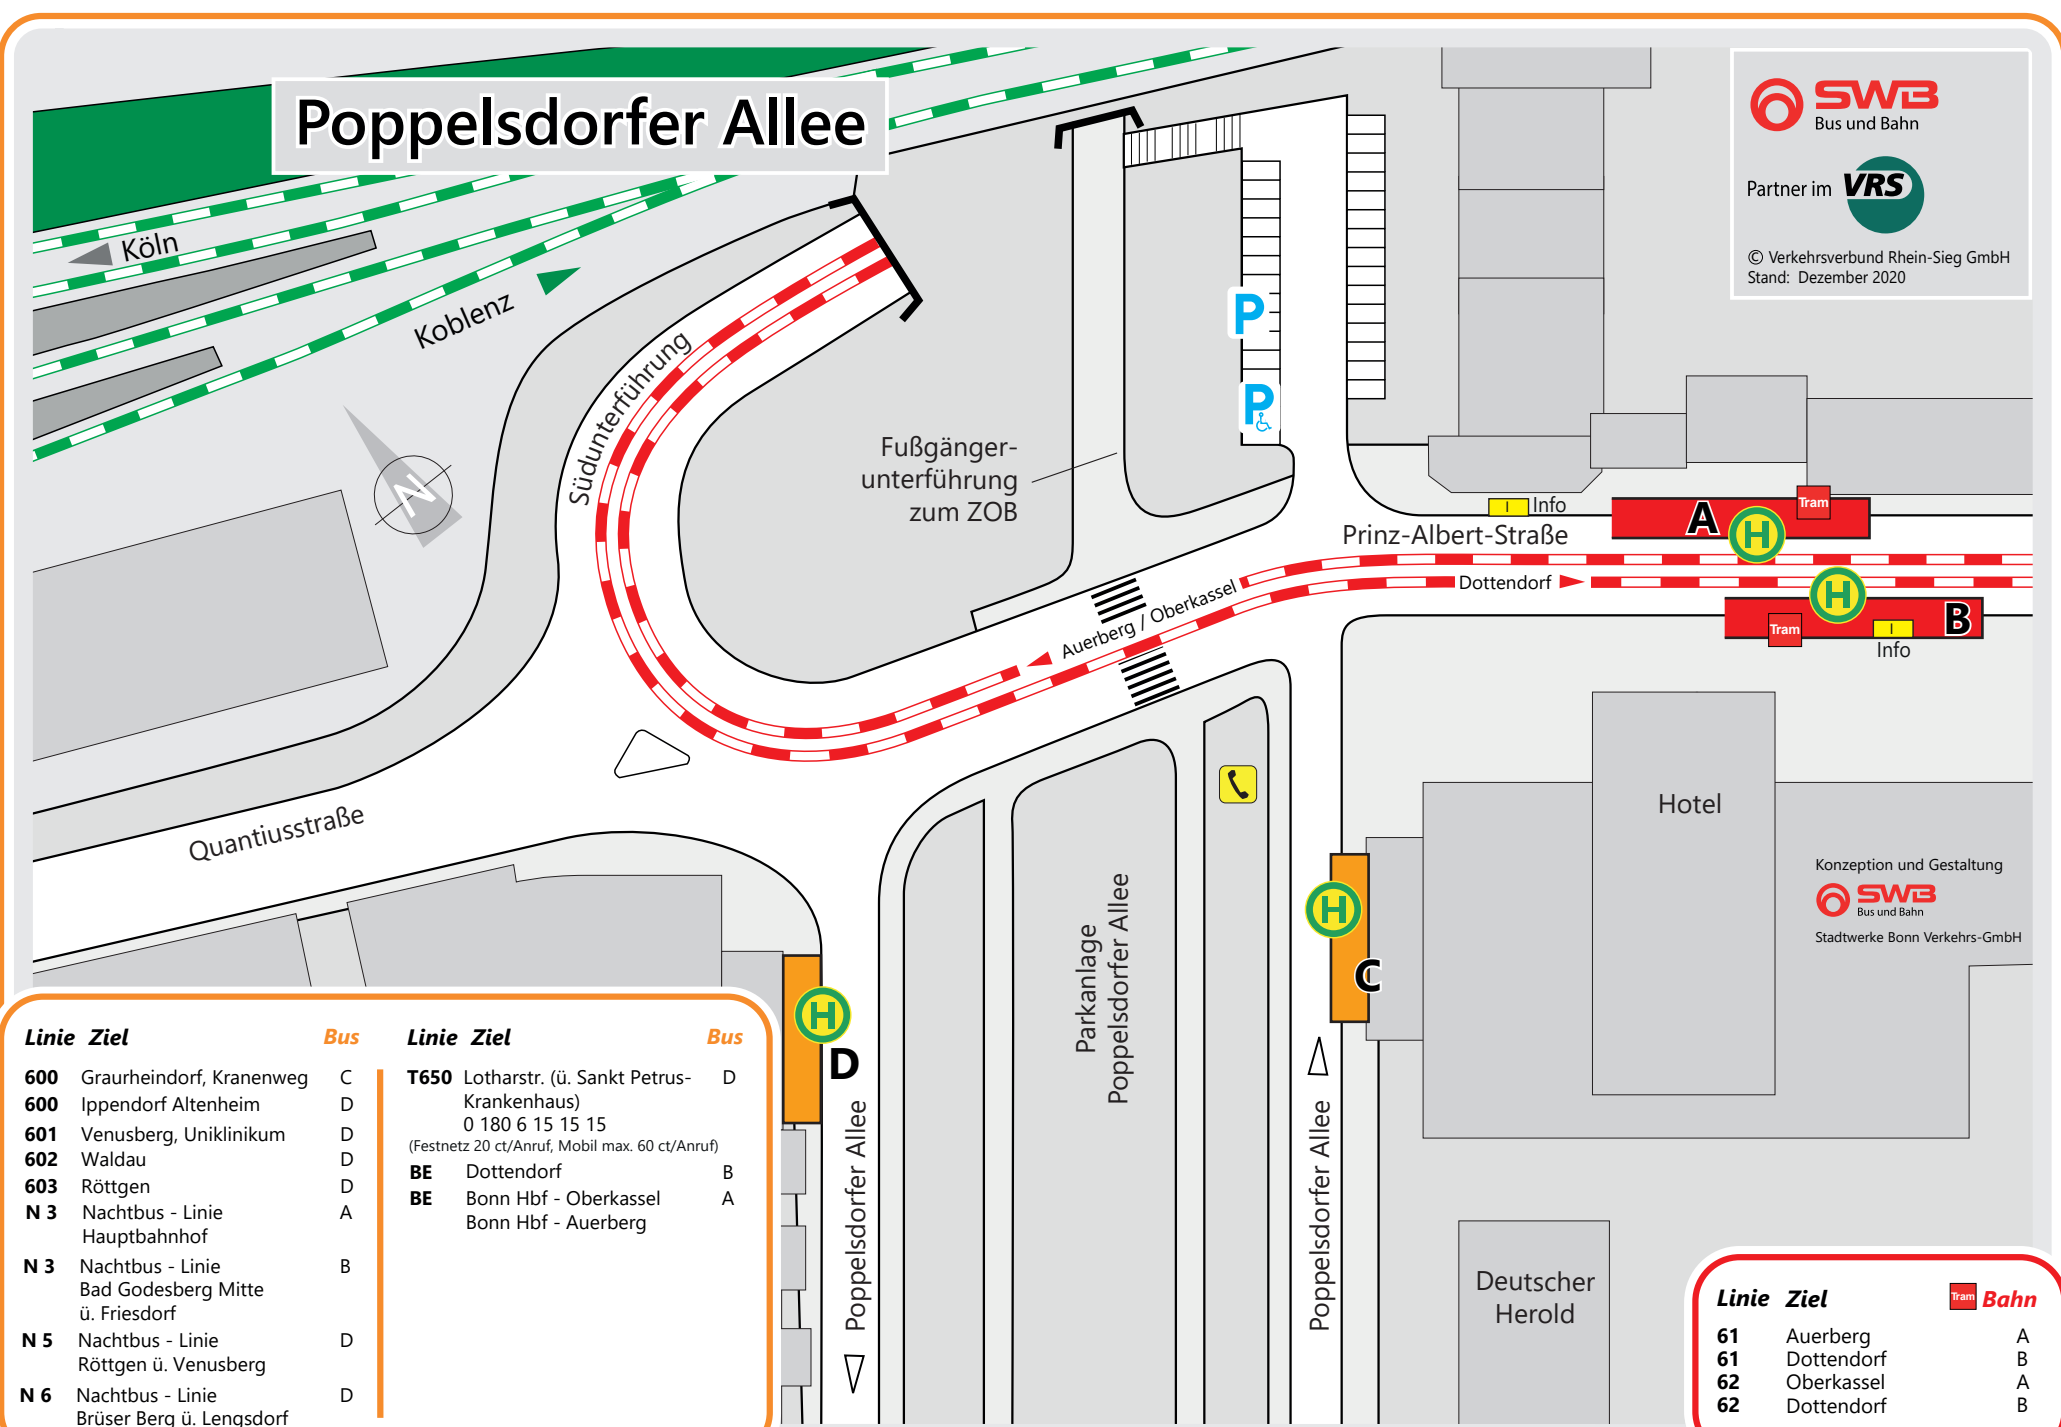 Poppelsdorfer Allee
SWB
Bus und Bahn
Partner im VRS
© Verkehrsverbund Rhein-Sieg GmbH
Stand: Dezember 2020
Köln
Koblenz
N
Südunterführung
Fußgänger-
unterführung
zum ZOB
P
P
I Info
Prinz-Albert-Straße
A
Tram
H
Auerberg / Oberkassel
Dottendorf
H
B
Tram
I
Info
Quantiusstraße
Hotel
Konzeption und Gestaltung
SWB
Bus und Bahn
Stadtwerke Bonn Verkehrs-GmbH
H
C
H
D
Parkanlage
Poppelsdorfer Allee
Poppelsdorfer Allee
Poppelsdorfer Allee
Deutscher
Herold
Linie Ziel Bus
600 Graurheindorf, Kranenweg C
600 Ippendorf Altenheim D
601 Venusberg, Uniklinikum D
602 Waldau D
603 Röttgen D
N 3 Nachtbus - Linie A
Hauptbahnhof
N 3 Nachtbus - Linie B
Bad Godesberg Mitte
ü. Friesdorf
N 5 Nachtbus - Linie D
Röttgen ü. Venusberg
N 6 Nachtbus - Linie D
Brüser Berg ü. Lengsdorf
Linie Ziel Bus
T650 Lotharstr. (ü. Sankt Petrus- D
Krankenhaus)
0 180 6 15 15 15
(Festnetz 20 ct/Anruf, Mobil max. 60 ct/Anruf)
BE Dottendorf B
BE Bonn Hbf - Oberkassel A
Bonn Hbf - Auerberg
Linie Ziel Tram Bahn
61 Auerberg A
61 Dottendorf B
62 Oberkassel A
62 Dottendorf B